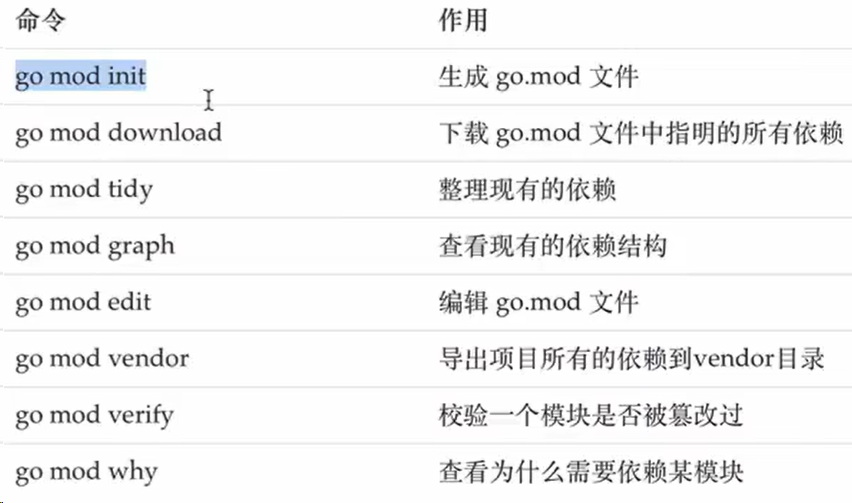 命令 作用
go mod init 生成 go.mod 文件
go mod download 下载 go.mod 文件中指明的所有依赖
go mod tidy 整理现有的依赖
go mod graph 查看现有的依赖结构
go mod edit 编辑 go.mod 文件
go mod vendor 导出项目所有的依赖到vendor目录
go mod verify 校验一个模块是否被篡改过
go mod why 查看为什么需要依赖某模块